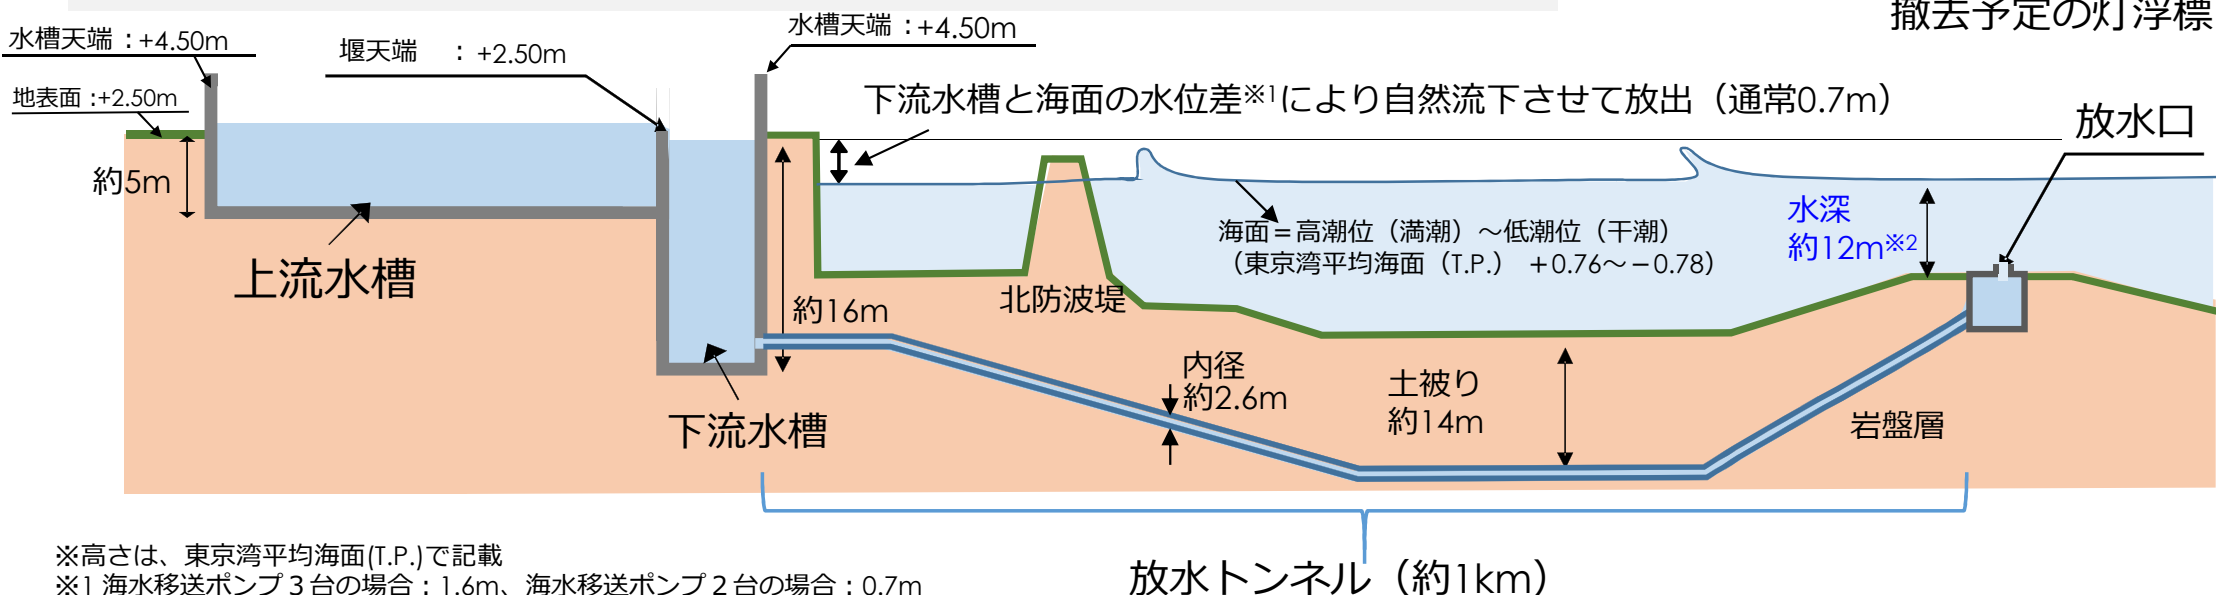 撤去予定の灯浮標
水槽天端：+4.50m
堰天端　：+2.50m
水槽天端：+4.50m
地表面：+2.50m
下流水槽と海面の水位差※1により自然流下させて放出（通常0.7m）
放水口
約5m
水深
約12m※2
海面＝高潮位（満潮）～低潮位（干潮）
（東京湾平均海面（T.P.）＋0.76～－0.78）
上流水槽
北防波堤
約16m
内径
約2.6m
土被り
約14m
岩盤層
下流水槽
放水トンネル（約1km）
※高さは、東京湾平均海面(T.P.)で記載
※1 海水移送ポンプ３台の場合：1.6m、海水移送ポンプ２台の場合：0.7m